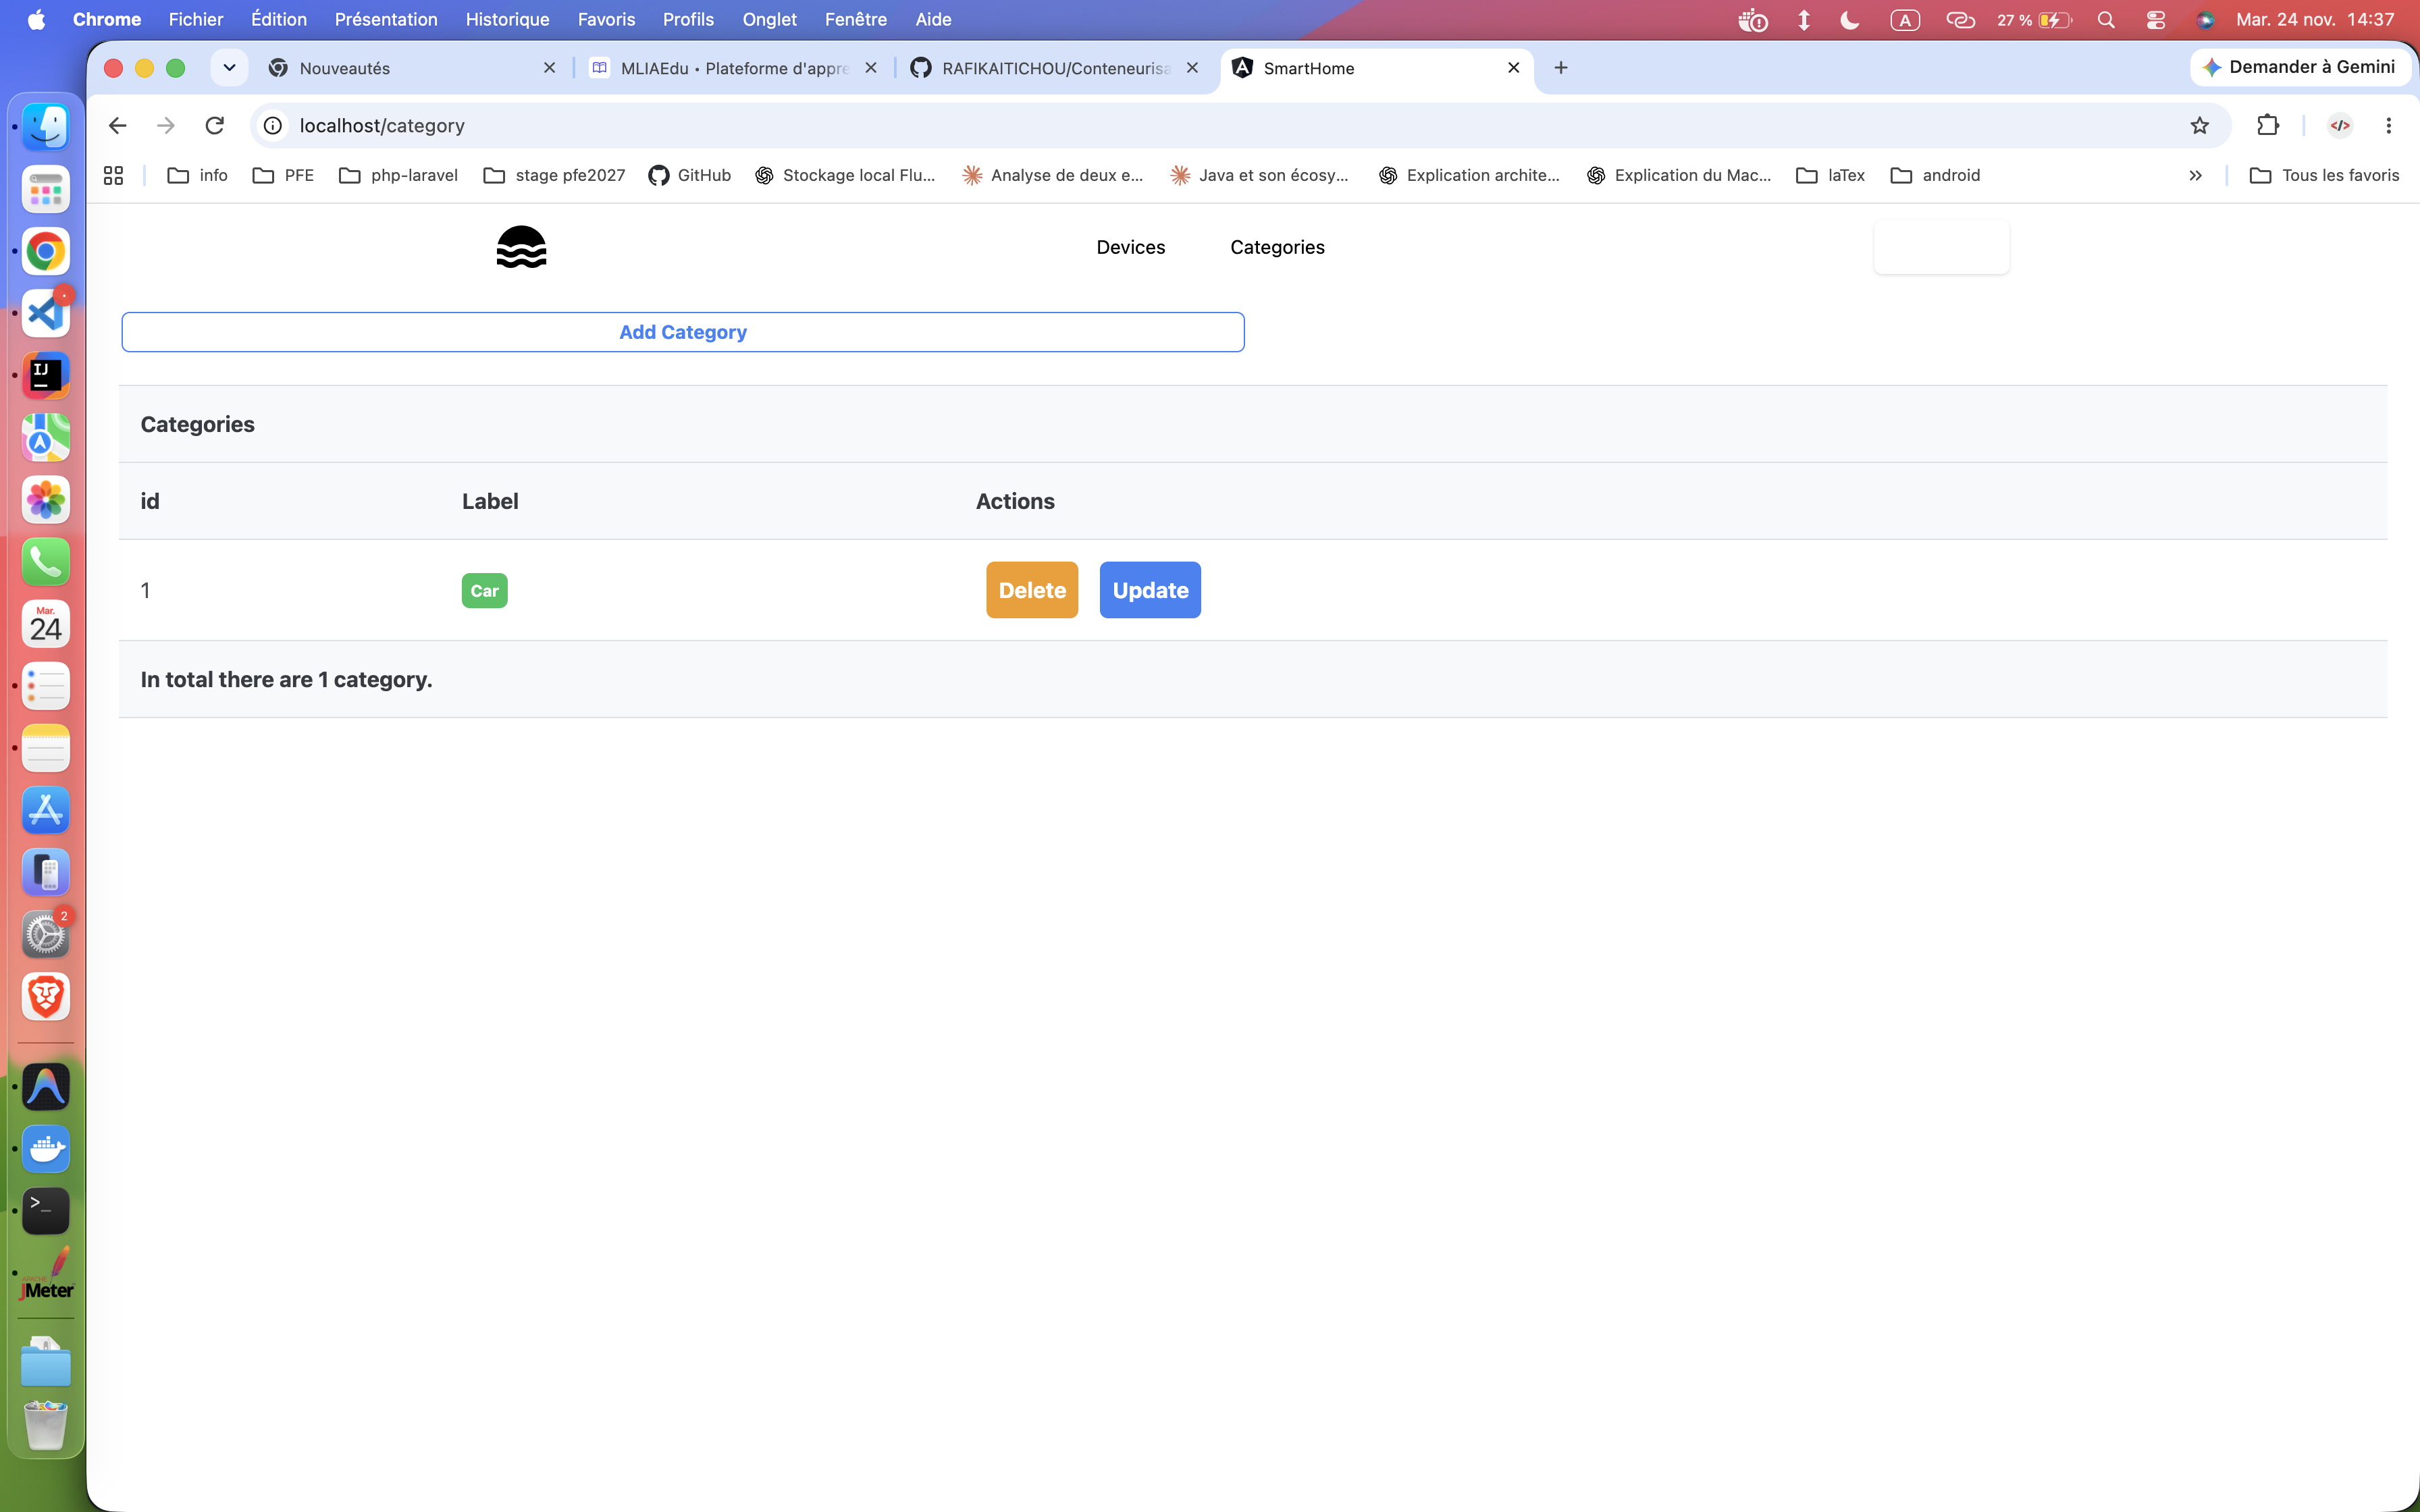 Chrome Fichier Édition Présentation Historique Favoris Profils Onglet Fenêtre Aide A 27 % Mar. 24 nov. 14:37
Nouveautés MLIAEdu • Plateforme d'appre RAFIKAITICHOU/Conteneurisa SmartHome Demander à Gemini
localhost/category </>
info PFE php-laravel stage pfe2027 GitHub Stockage local Flu... Analyse de deux e... Java et son écosy... Explication archite... Explication du Mac... laTex android » Tous les favoris
Devices Categories
Add Category
Categories
id Label Actions
1 Car Delete Update
In total there are 1 category.
IJ
Mar.
24
2
>_
APACHE
JMeter